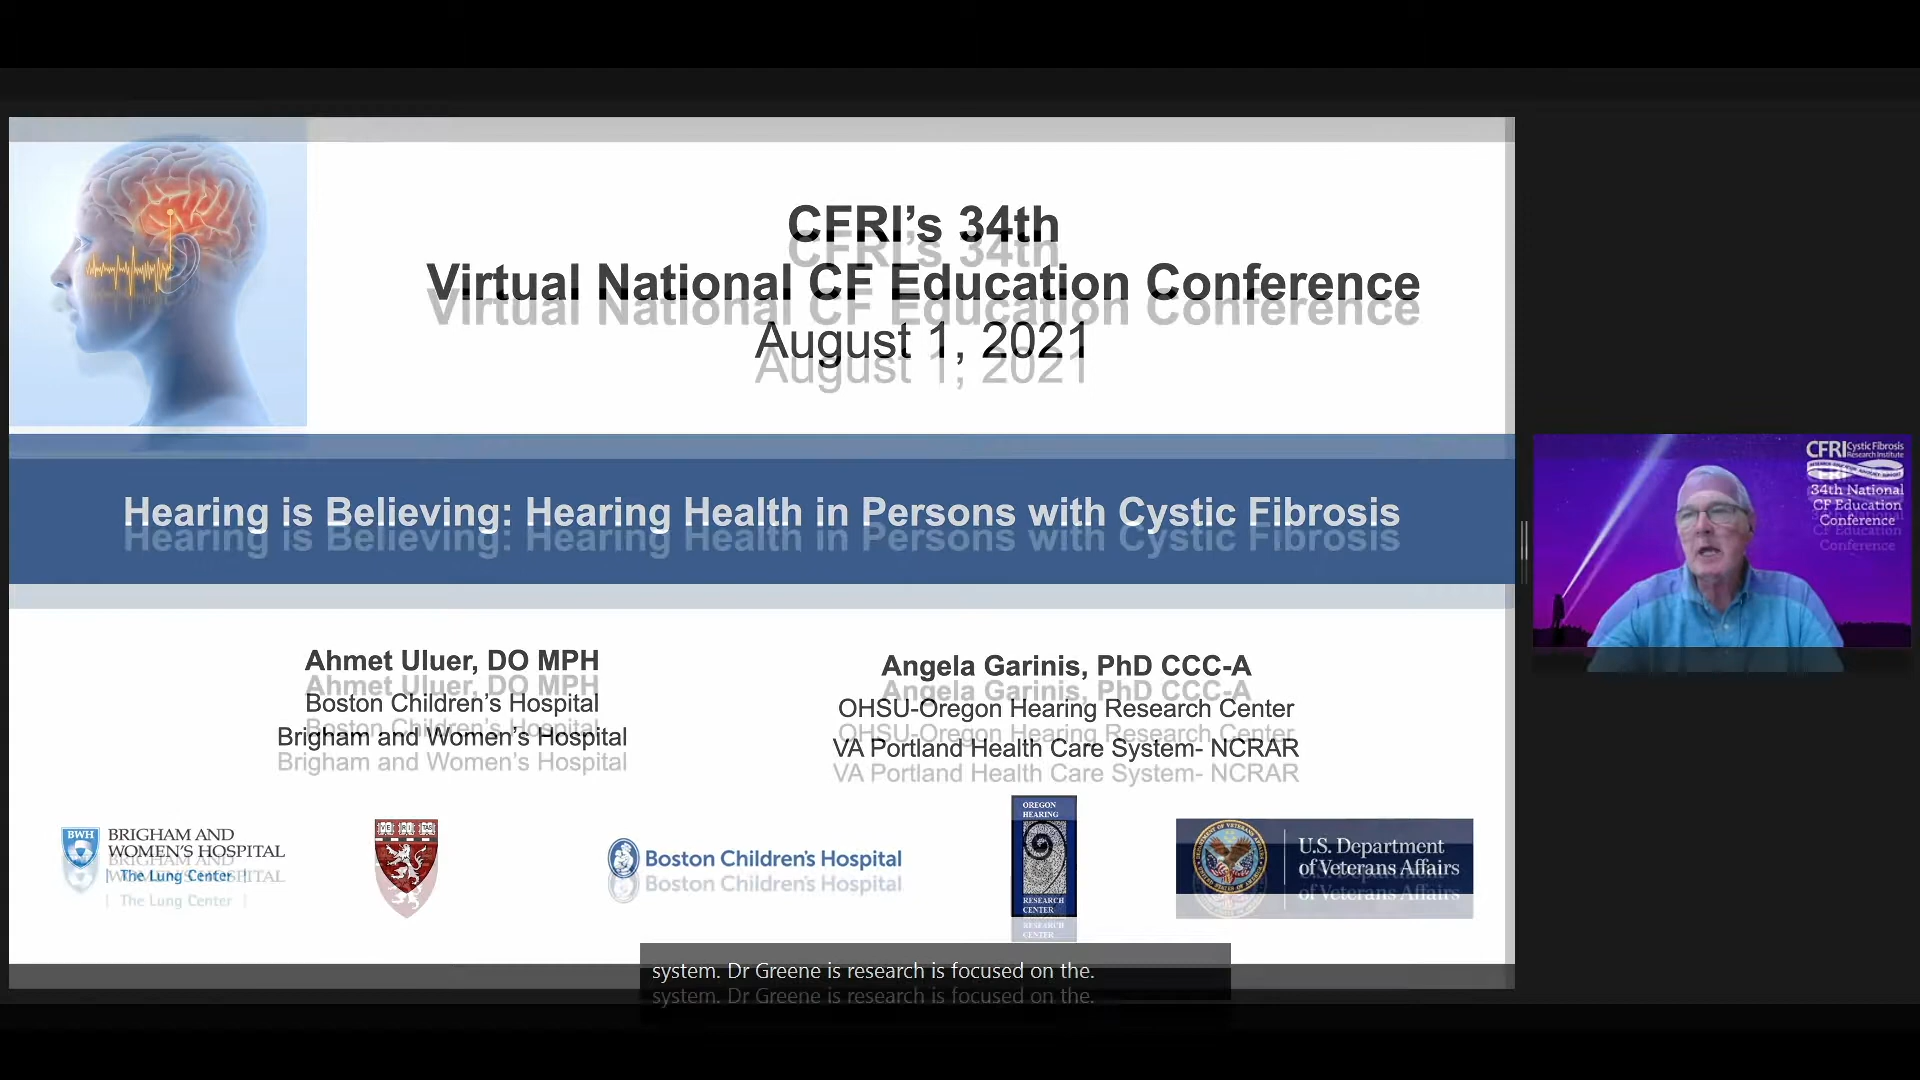 CFRI's 34th
Virtual National CF Education Conference
August 1, 2021
Hearing is Believing: Hearing Health in Persons with Cystic Fibrosis
Ahmet Uluer, DO MPH
Boston Children's Hospital
Brigham and Women's Hospital
Angela Garinis, PhD CCC-A
OHSU-Oregon Hearing Research Center
VA Portland Health Care System- NCRAR
BWH
BRIGHAM AND
WOMEN'S HOSPITAL
The Lung Center
VE RI TAS
Boston Children's Hospital
OREGON
HEARING
RESEARCH
CENTER
U.S. Department
of Veterans Affairs
system. Dr Greene is research is focused on the.
CFRI Cystic Fibrosis
Research Institute
34th National
CF Education
Conference